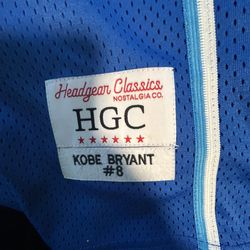 Headgear Classics
NOSTALGIA CO.
HGC
KOBE BRYANT
#8